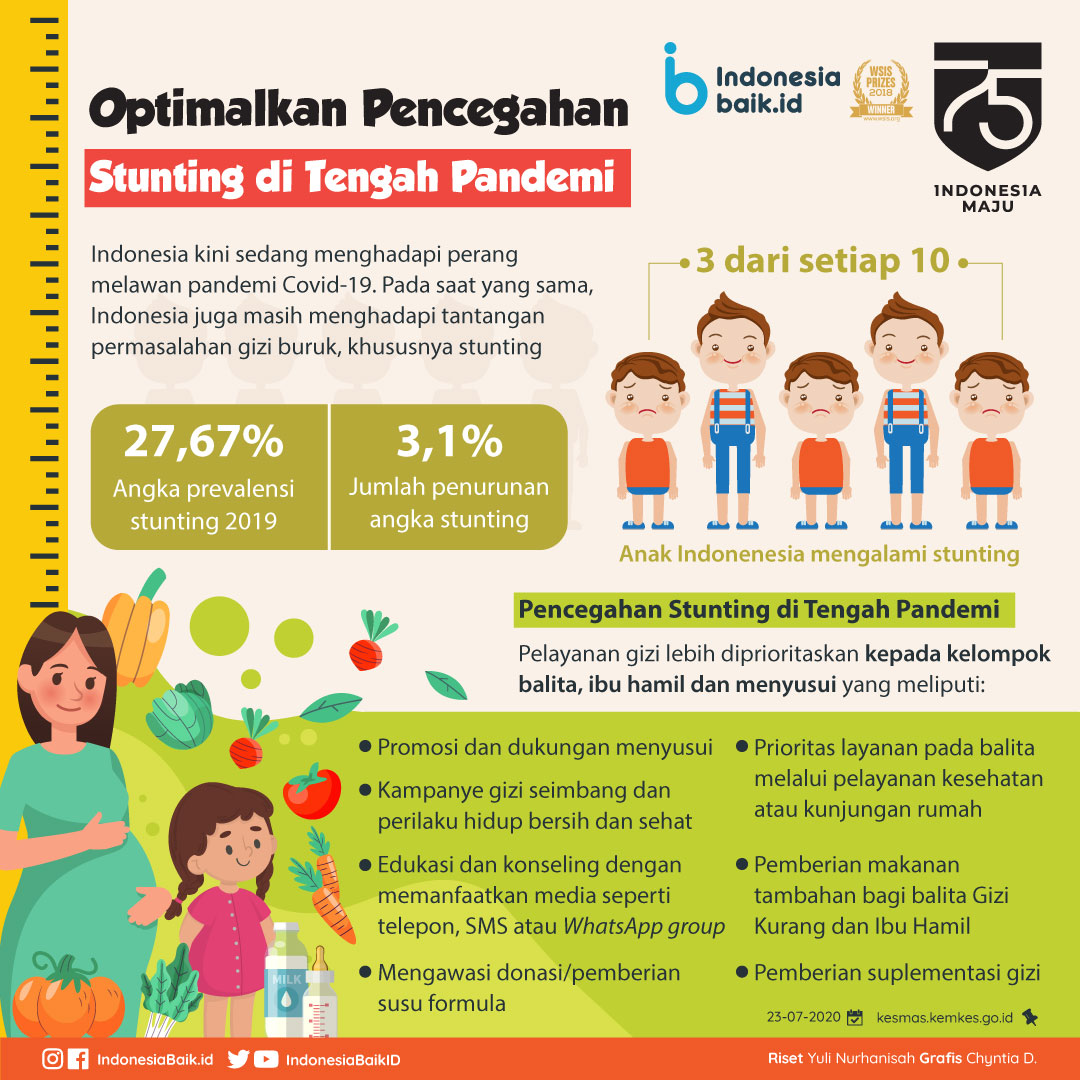 Optimalkan Pencegahan
Stunting di Tengah Pandemi
Indonesia
baik.id
WSIS
PRIZES
2018
WINNER
www.wsis.org
75
INDONESIA
MAJU
Indonesia kini sedang menghadapi perang
melawan pandemi Covid-19. Pada saat yang sama,
Indonesia juga masih menghadapi tantangan
permasalahan gizi buruk, khususnya stunting
27,67%
Angka prevalensi
stunting 2019
3,1%
Jumlah penurunan
angka stunting
3 dari setiap 10
Anak Indonenesia mengalami stunting
Pencegahan Stunting di Tengah Pandemi
Pelayanan gizi lebih diprioritaskan kepada kelompok
balita, ibu hamil dan menyusui yang meliputi:
• Promosi dan dukungan menyusui
• Kampanye gizi seimbang dan
perilaku hidup bersih dan sehat
• Edukasi dan konseling dengan
memanfaatkan media seperti
telepon, SMS atau WhatsApp group
• Mengawasi donasi/pemberian
susu formula
• Prioritas layanan pada balita
melalui pelayanan kesehatan
atau kunjungan rumah
• Pemberian makanan
tambahan bagi balita Gizi
Kurang dan Ibu Hamil
• Pemberian suplementasi gizi
MILK
23-07-2020 kesmas.kemkes.go.id
IndonesiaBaik.id IndonesiaBaikID
Riset Yuli Nurhanisah Grafis Chyntia D.